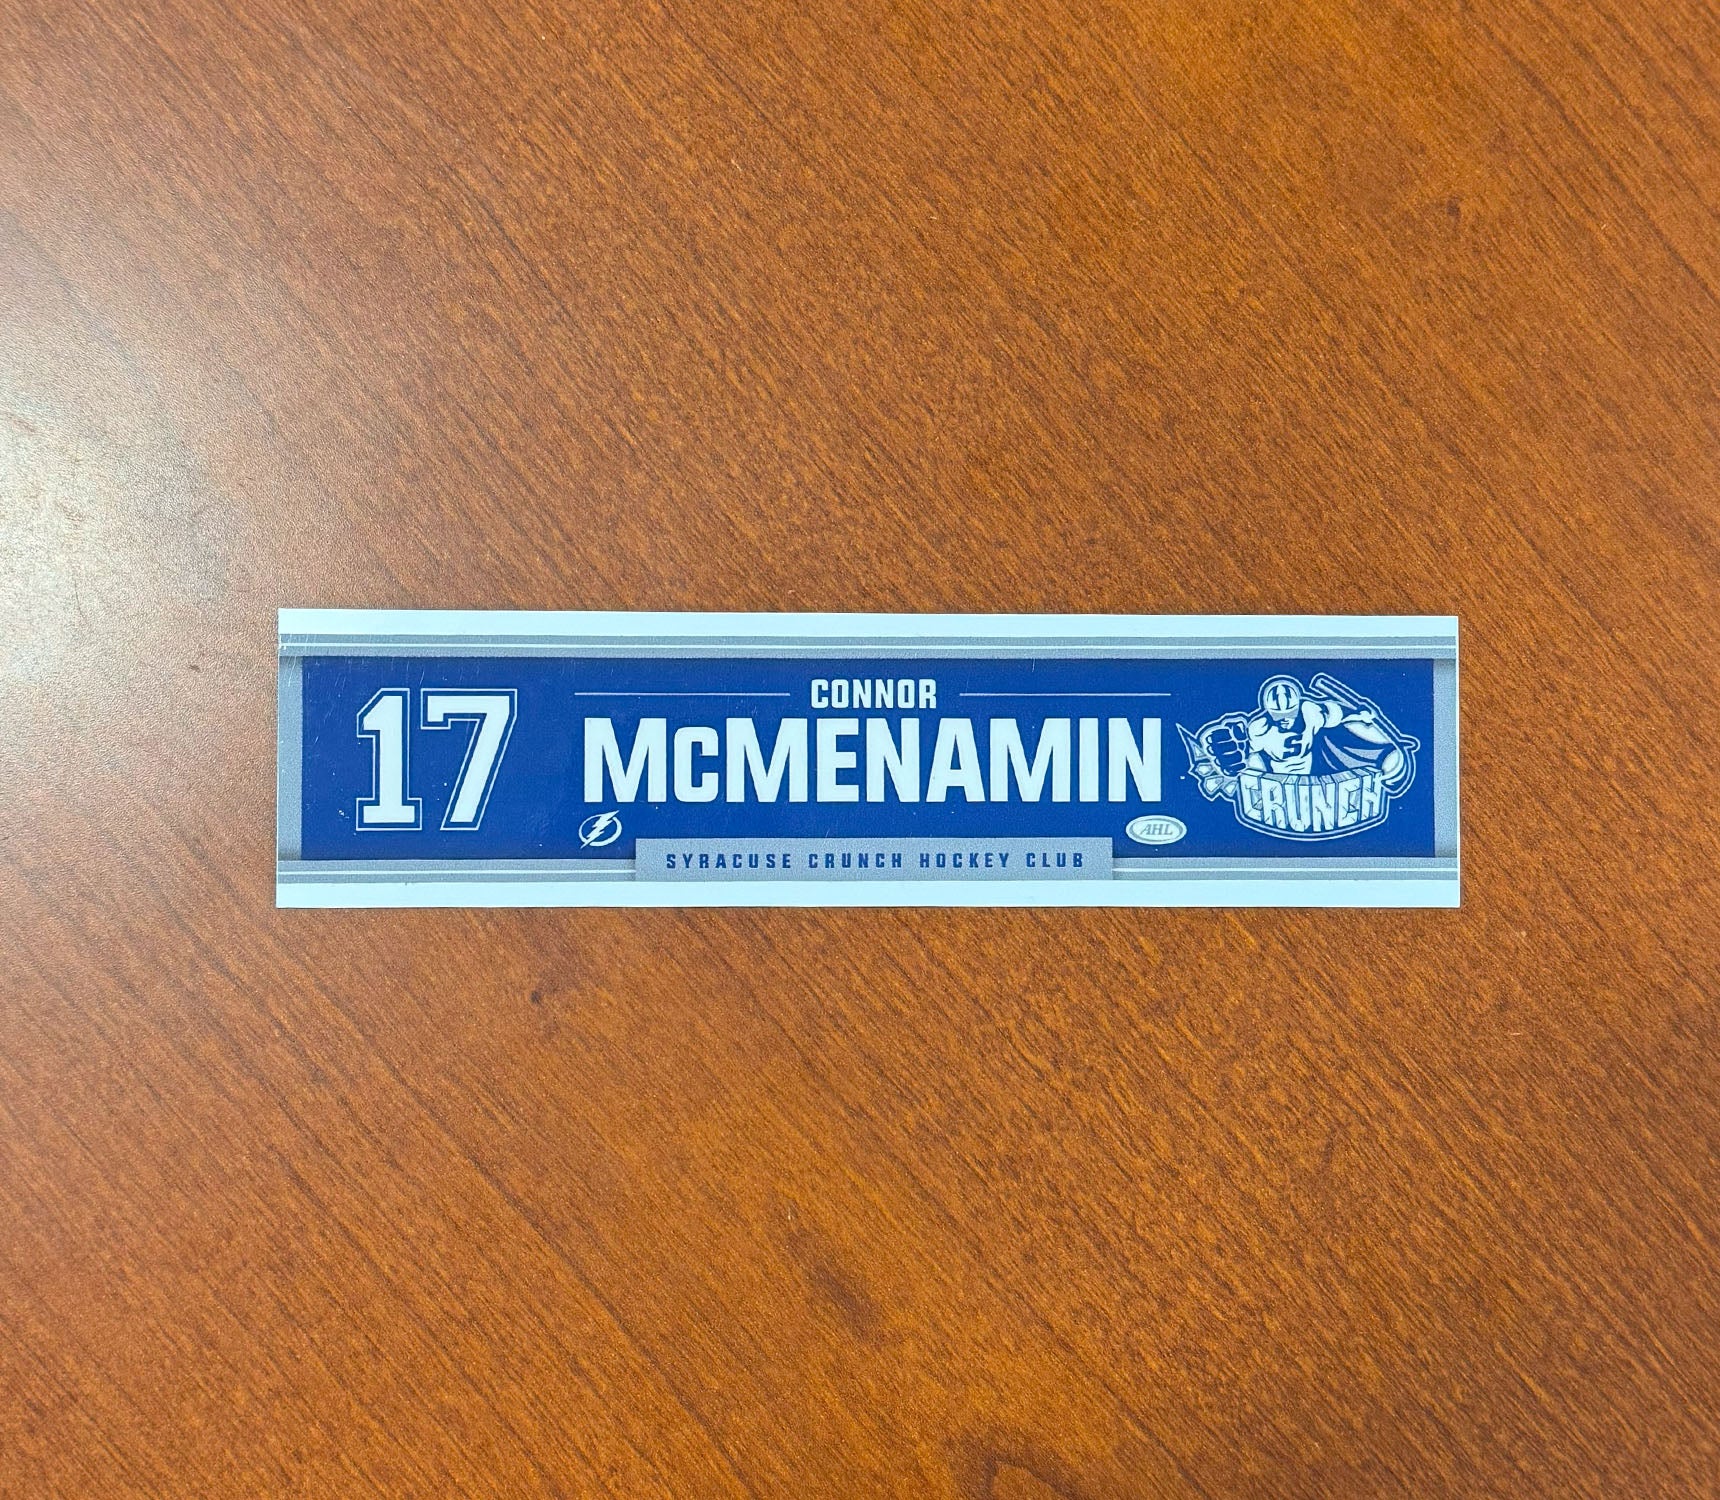 17
CONNOR
McMENAMIN
S
CRUNCH
AHL
SYRACUSE CRUNCH HOCKEY CLUB